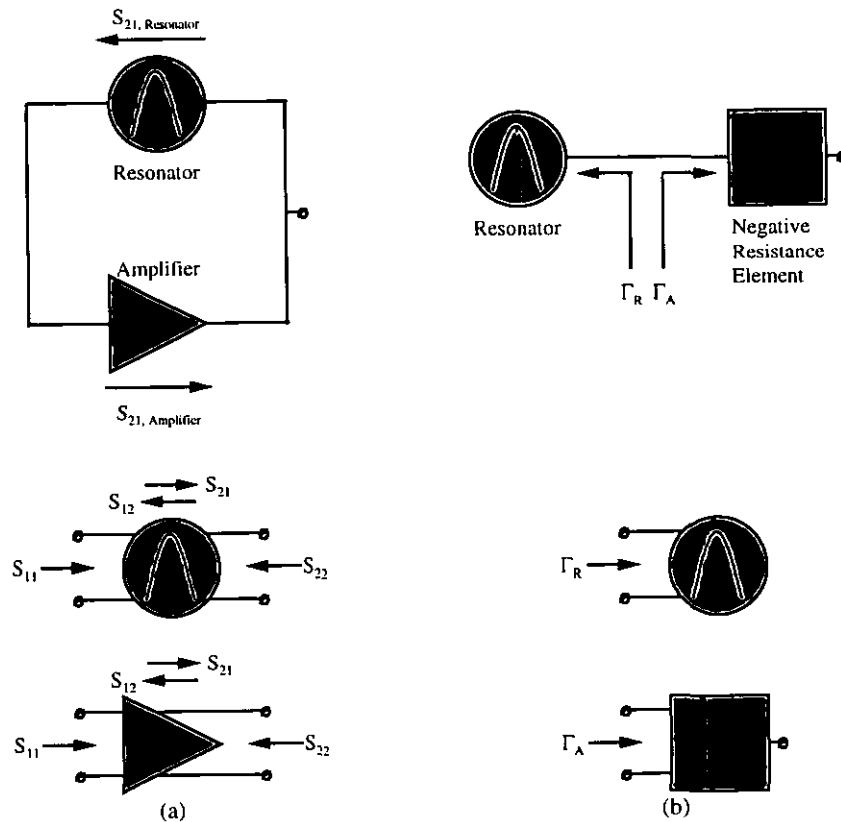 S21, Resonator
Resonator
Amplifier
S21, Amplifier
Resonator
Negative
Resistance
Element
ΓR ΓA
S21
S12
S11
S22
S21
S12
S11
S22
(a)
ΓR
ΓA
(b)